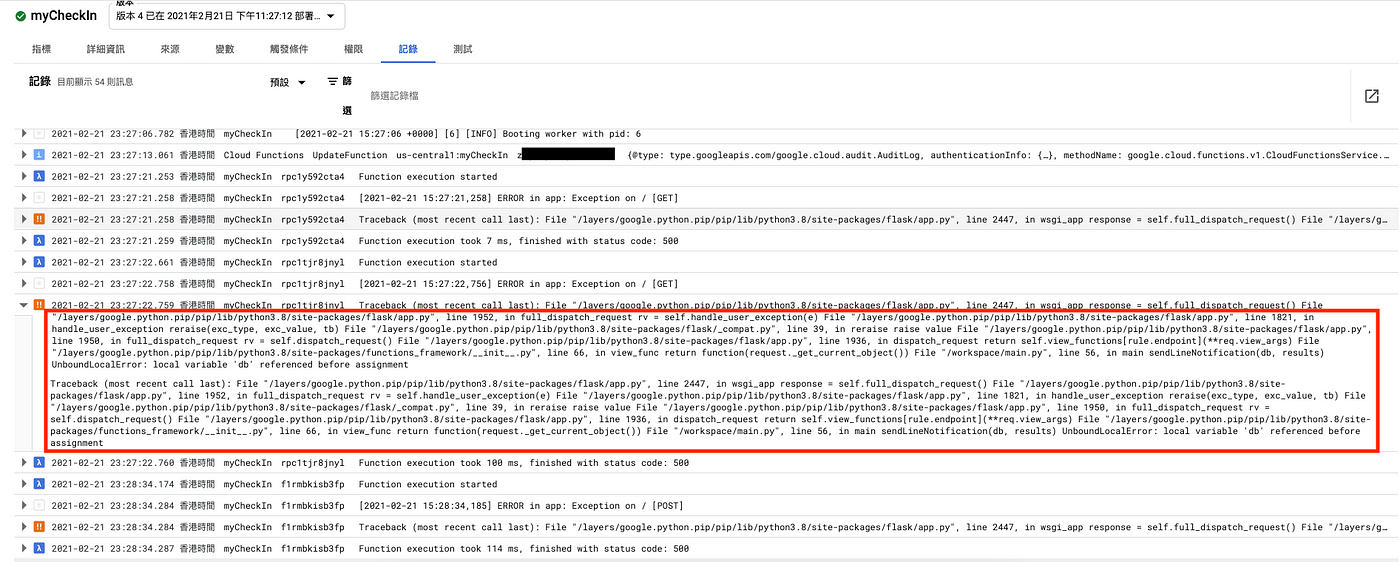 版本
myCheckIn
版本 4 已在 2021年2月21日 下午11:27:12 部署...
指標 詳細資訊 來源 變數 觸發條件 權限 記錄 測試
記錄 目前顯示 54 則訊息 預設 篩
選
篩選記錄檔
2021-02-21 23:27:06.782 香港時間 myCheckIn [2021-02-21 15:27:06 +0000] [6] [INFO] Booting worker with pid: 6
i 2021-02-21 23:27:13.061 香港時間 Cloud Functions UpdateFunction us-central1:myCheckIn z {@type: type.googleapis.com/google.cloud.audit.AuditLog, authenticationInfo: {…}, methodName: google.cloud.functions.v1.CloudFunctionsService.…
λ 2021-02-21 23:27:21.253 香港時間 myCheckIn rpc1y592cta4 Function execution started
2021-02-21 23:27:21.258 香港時間 myCheckIn rpc1y592cta4 [2021-02-21 15:27:21,258] ERROR in app: Exception on / [GET]
!! 2021-02-21 23:27:21.258 香港時間 myCheckIn rpc1y592cta4 Traceback (most recent call last): File "/layers/google.python.pip/pip/lib/python3.8/site-packages/flask/app.py", line 2447, in wsgi_app response = self.full_dispatch_request() File "/layers/g…
λ 2021-02-21 23:27:21.259 香港時間 myCheckIn rpc1y592cta4 Function execution took 7 ms, finished with status code: 500
λ 2021-02-21 23:27:22.661 香港時間 myCheckIn rpc1tjr8jnyl Function execution started
2021-02-21 23:27:22.758 香港時間 myCheckIn rpc1tjr8jnyl [2021-02-21 15:27:22,756] ERROR in app: Exception on / [GET]
!! 2021-02-21 23:27:22.759 香港時間 myCheckIn rpc1tjr8jnyl Traceback (most recent call last): File "/layers/google.python.pip/pip/lib/python3.8/site-packages/flask/app.py", line 2447, in wsgi_app response = self.full_dispatch_request() File
"/layers/google.python.pip/pip/lib/python3.8/site-packages/flask/app.py", line 1952, in full_dispatch_request rv = self.handle_user_exception(e) File "/layers/google.python.pip/pip/lib/python3.8/site-packages/flask/app.py", line 1821, in
handle_user_exception reraise(exc_type, exc_value, tb) File "/layers/google.python.pip/pip/lib/python3.8/site-packages/flask/_compat.py", line 39, in reraise raise value File "/layers/google.python.pip/pip/lib/python3.8/site-packages/flask/app.py",
line 1950, in full_dispatch_request rv = self.dispatch_request() File "/layers/google.python.pip/pip/lib/python3.8/site-packages/flask/app.py", line 1936, in dispatch_request return self.view_functions[rule.endpoint](**req.view_args) File
"/layers/google.python.pip/pip/lib/python3.8/site-packages/functions_framework/__init__.py", line 66, in view_func return function(request._get_current_object()) File "/workspace/main.py", line 56, in main sendLineNotification(db, results)
UnboundLocalError: local variable 'db' referenced before assignment
Traceback (most recent call last): File "/layers/google.python.pip/pip/lib/python3.8/site-packages/flask/app.py", line 2447, in wsgi_app response = self.full_dispatch_request() File "/layers/google.python.pip/pip/lib/python3.8/site-
packages/flask/app.py", line 1952, in full_dispatch_request rv = self.handle_user_exception(e) File "/layers/google.python.pip/pip/lib/python3.8/site-packages/flask/app.py", line 1821, in handle_user_exception reraise(exc_type, exc_value, tb) File
"/layers/google.python.pip/pip/lib/python3.8/site-packages/flask/_compat.py", line 39, in reraise raise value File "/layers/google.python.pip/pip/lib/python3.8/site-packages/flask/app.py", line 1950, in full_dispatch_request rv =
self.dispatch_request() File "/layers/google.python.pip/pip/lib/python3.8/site-packages/flask/app.py", line 1936, in dispatch_request return self.view_functions[rule.endpoint](**req.view_args) File "/layers/google.python.pip/pip/lib/python3.8/site-
packages/functions_framework/__init__.py", line 66, in view_func return function(request._get_current_object()) File "/workspace/main.py", line 56, in main sendLineNotification(db, results) UnboundLocalError: local variable 'db' referenced before
assignment
λ 2021-02-21 23:27:22.760 香港時間 myCheckIn rpc1tjr8jnyl Function execution took 100 ms, finished with status code: 500
λ 2021-02-21 23:28:34.174 香港時間 myCheckIn f1rmbkisb3fp Function execution started
2021-02-21 23:28:34.284 香港時間 myCheckIn f1rmbkisb3fp [2021-02-21 15:28:34,185] ERROR in app: Exception on / [POST]
!! 2021-02-21 23:28:34.284 香港時間 myCheckIn f1rmbkisb3fp Traceback (most recent call last): File "/layers/google.python.pip/pip/lib/python3.8/site-packages/flask/app.py", line 2447, in wsgi_app response = self.full_dispatch_request() File "/layers/g…
λ 2021-02-21 23:28:34.287 香港時間 myCheckIn f1rmbkisb3fp Function execution took 114 ms, finished with status code: 500